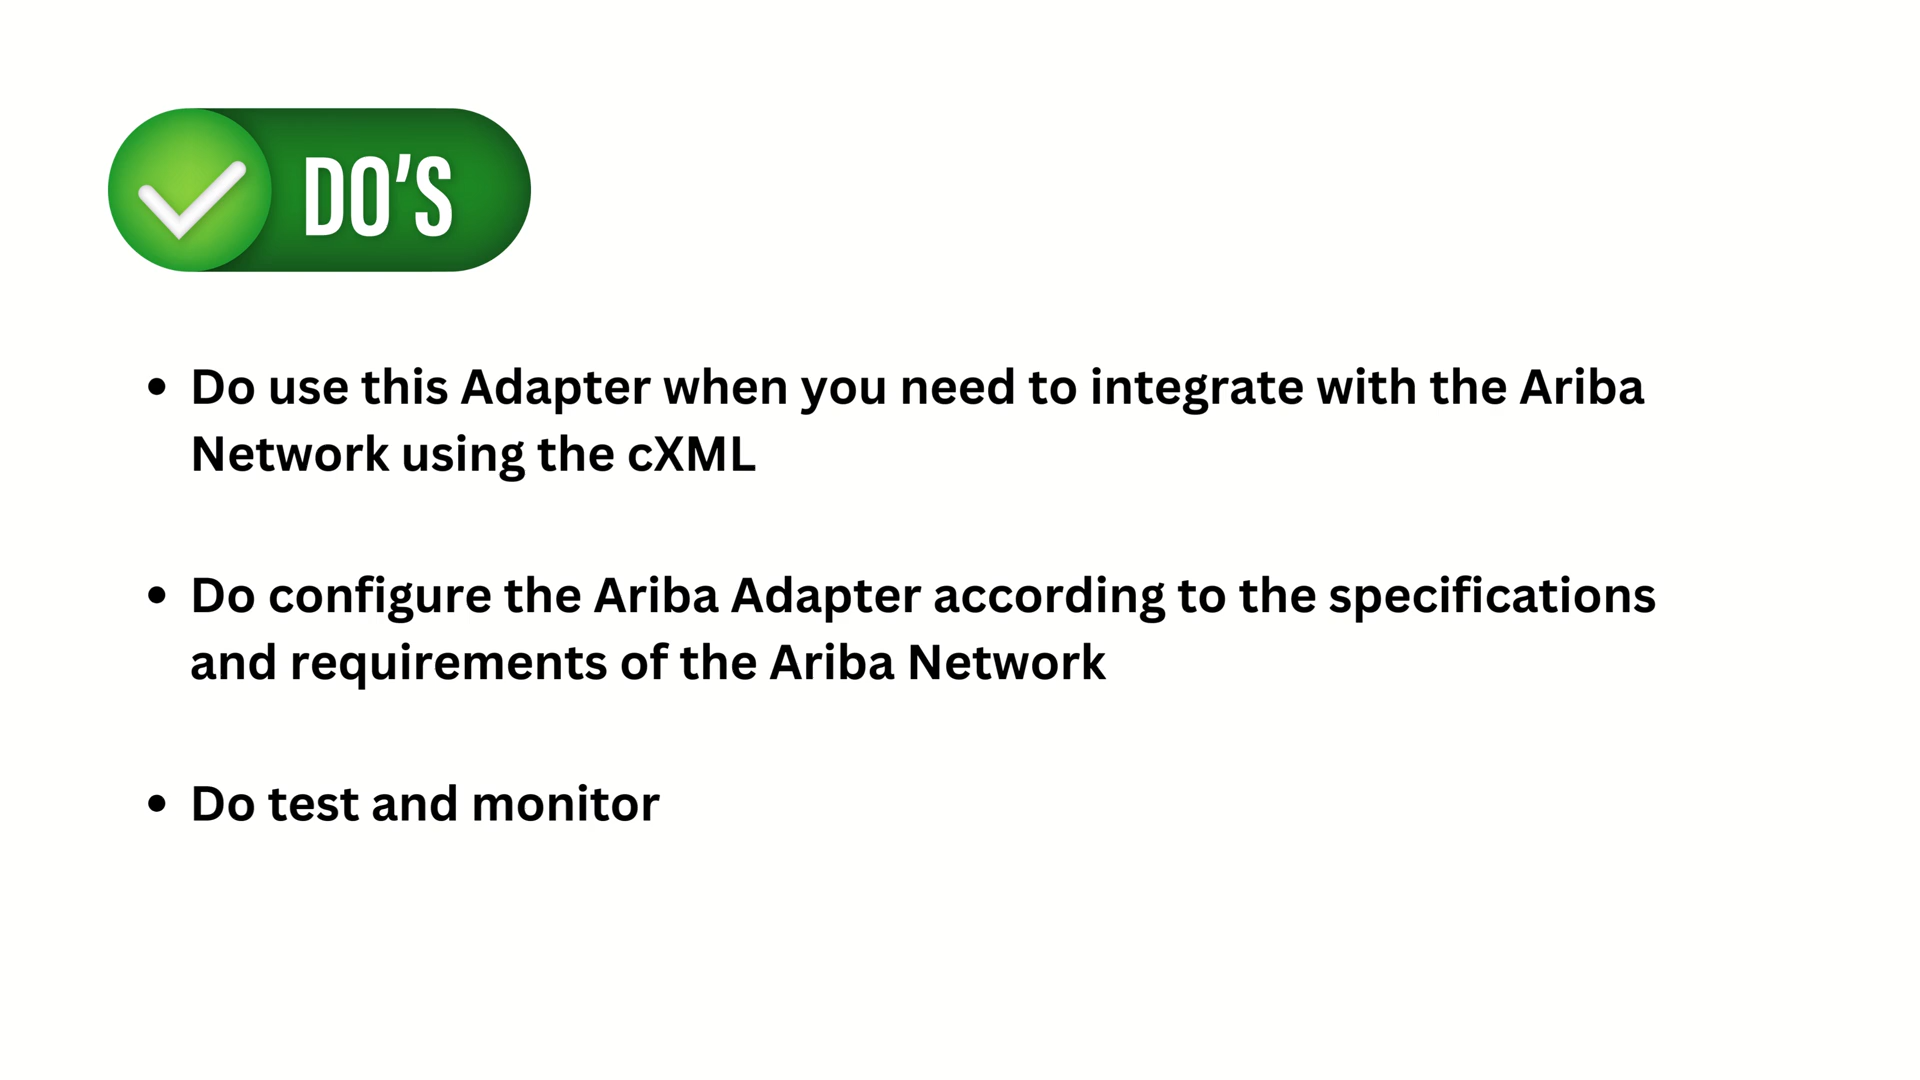 DO'S
• Do use this Adapter when you need to integrate with the Ariba
Network using the cXML
• Do configure the Ariba Adapter according to the specifications
and requirements of the Ariba Network
• Do test and monitor